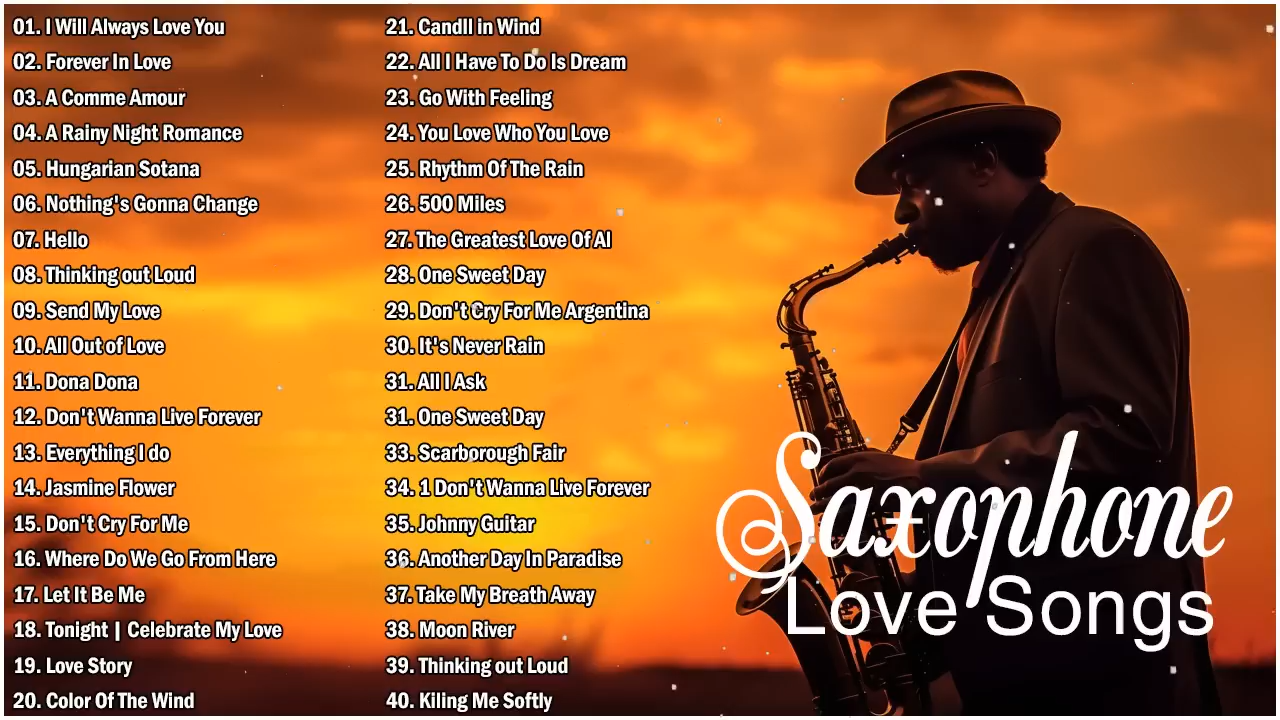 01. I Will Always Love You
02. Forever In Love
03. A Comme Amour
04. A Rainy Night Romance
05. Hungarian Sotana
06. Nothing's Gonna Change
07. Hello
08. Thinking out Loud
09. Send My Love
10. All Out of Love
11. Dona Dona
12. Don't Wanna Live Forever
13. Everything I do
14. Jasmine Flower
15. Don't Cry For Me
16. Where Do We Go From Here
17. Let It Be Me
18. Tonight | Celebrate My Love
19. Love Story
20. Color Of The Wind
21. Candll in Wind
22. All I Have To Do Is Dream
23. Go With Feeling
24. You Love Who You Love
25. Rhythm Of The Rain
26. 500 Miles
27. The Greatest Love Of Al
28. One Sweet Day
29. Don't Cry For Me Argentina
30. It's Never Rain
31. All I Ask
31. One Sweet Day
33. Scarborough Fair
34. 1 Don't Wanna Live Forever
35. Johnny Guitar
36. Another Day In Paradise
37. Take My Breath Away
38. Moon River
39. Thinking out Loud
40. Kiling Me Softly
Saxophone
Love Songs